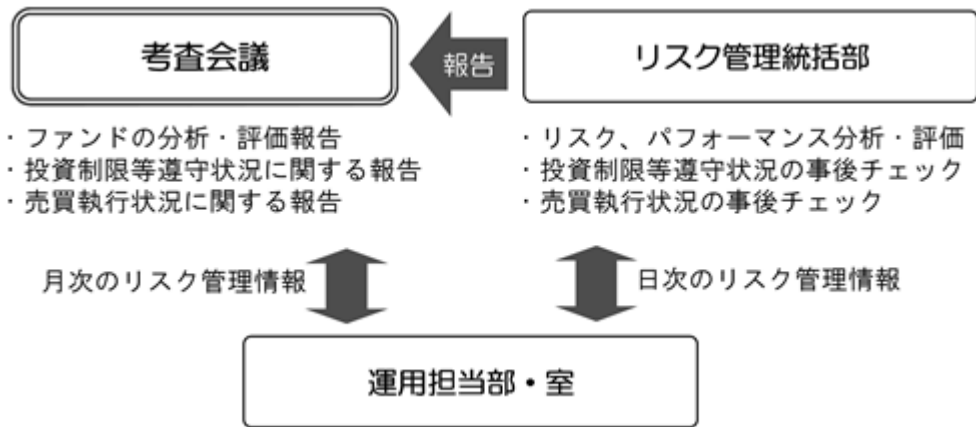 考査会議
報告
リスク管理統括部
・ファンドの分析・評価報告
・投資制限等遵守状況に関する報告
・売買執行状況に関する報告
・リスク、パフォーマンス分析・評価
・投資制限等遵守状況の事後チェック
・売買執行状況の事後チェック
月次のリスク管理情報
日次のリスク管理情報
運用担当部・室